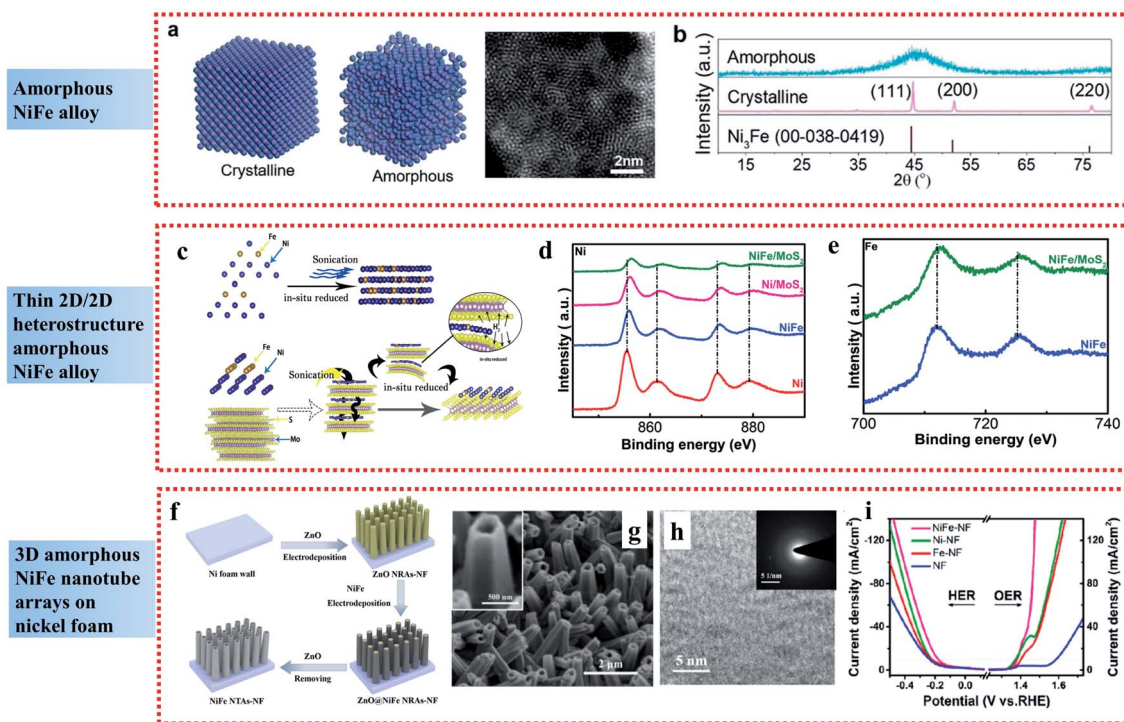 Amorphous
NiFe alloy
a
Crystalline
Amorphous
2nm
b
Intensity (a.u.)
Amorphous
Crystalline
(111)
(200)
(220)
Ni₃Fe (00-038-0419)
15 25 35 45 55 65 75
2θ (°)
Thin 2D/2D
heterostructure
amorphous
NiFe alloy
c
Fe
Ni
Sonication
in-situ reduced
Fe
Ni
Sonication
in-situ reduced
H
in-situ reduced
S
Mo
d
Ni
NiFe/MoS₂
Ni/MoS₂
NiFe
Ni
Intensity ( a.u.)
860 880
Binding energy (eV)
e
Fe
NiFe/MoS₂
NiFe
Intensity ( a.u.)
700 720 740
Binding energy (eV)
3D amorphous
NiFe nanotube
arrays on
nickel foam
f
Ni foam wall
ZnO
Electrodeposition
ZnO NRAs-NF
NiFe
Electrodeposition
ZnO@NiFe NRAs-NF
ZnO
Removing
NiFe NTAs-NF
g
500 nm
2 μm
h
5 1/nm
5 nm
i
NiFe-NF
Ni-NF
Fe-NF
NF
HER
OER
Current density (mA/cm²)
-120
-80
-40
0
Current density (mA/cm²)
120
80
40
0
-0.4 -0.2 0.0 1.4 1.6
Potential (V vs.RHE)